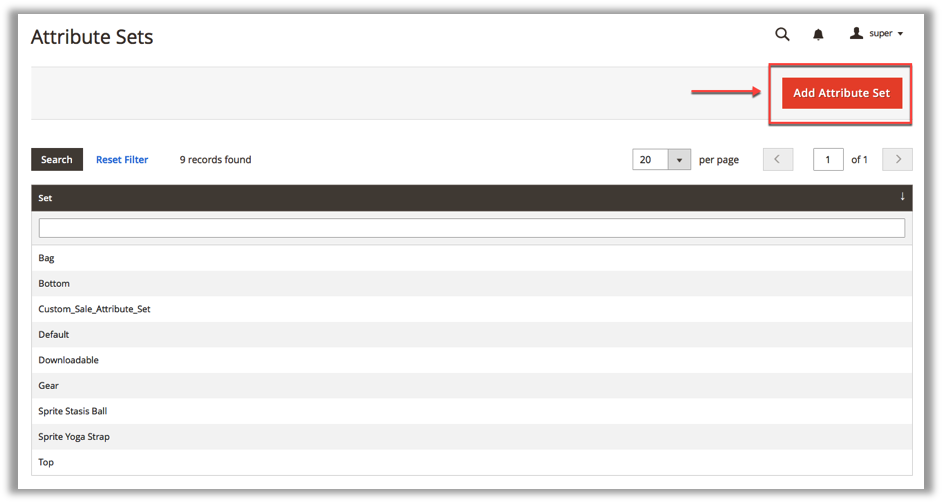 Attribute Sets
super
Add Attribute Set
Search Reset Filter 9 records found 20 per page 1 of 1
Set
Bag
Bottom
Custom_Sale_Attribute_Set
Default
Downloadable
Gear
Sprite Stasis Ball
Sprite Yoga Strap
Top